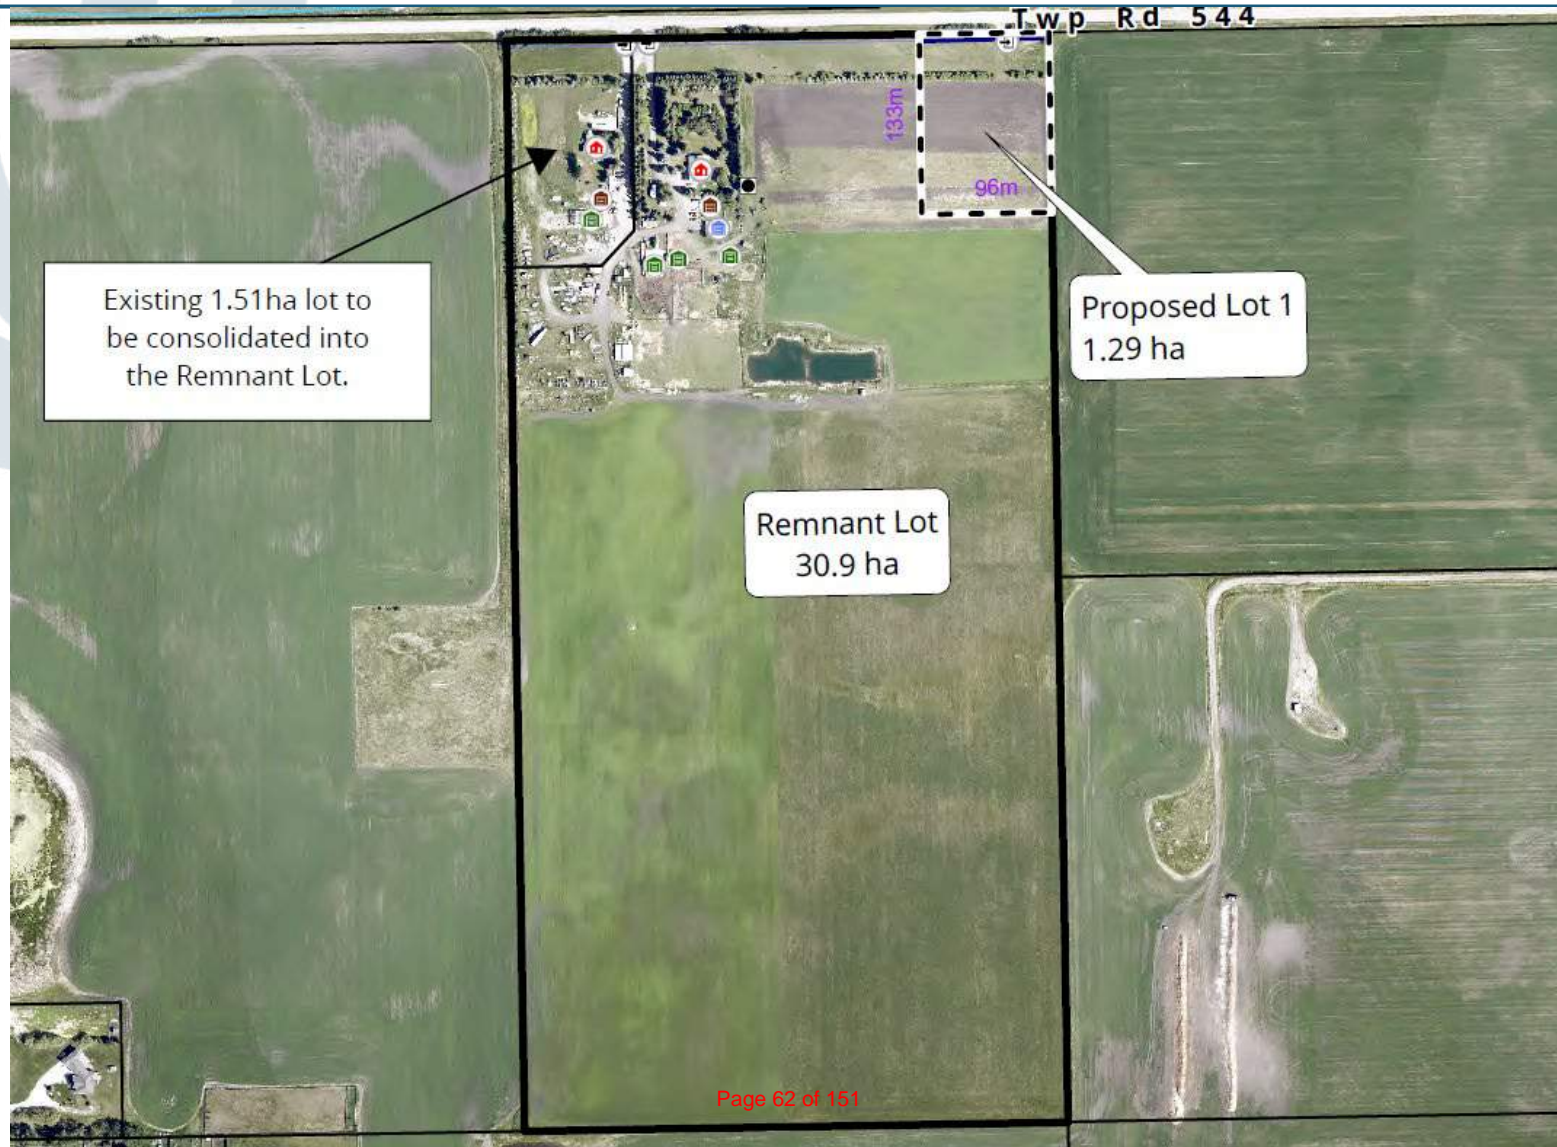 Twp Rd 544
133m
96m
Existing 1.51ha lot to
be consolidated into
the Remnant Lot.
Proposed Lot 1
1.29 ha
Remnant Lot
30.9 ha
Page 62 of 151